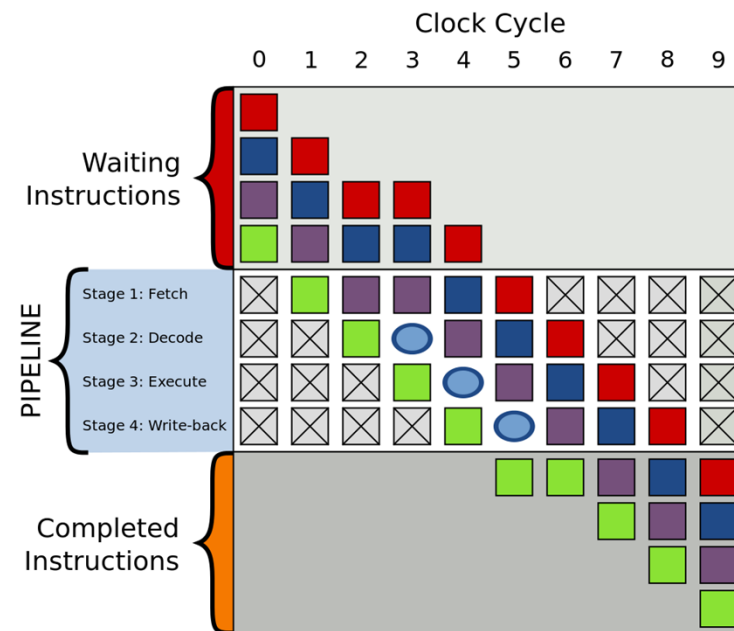 Clock Cycle
0 1 2 3 4 5 6 7 8 9
Waiting
Instructions
PIPELINE
Stage 1: Fetch
Stage 2: Decode
Stage 3: Execute
Stage 4: Write-back
Completed
Instructions